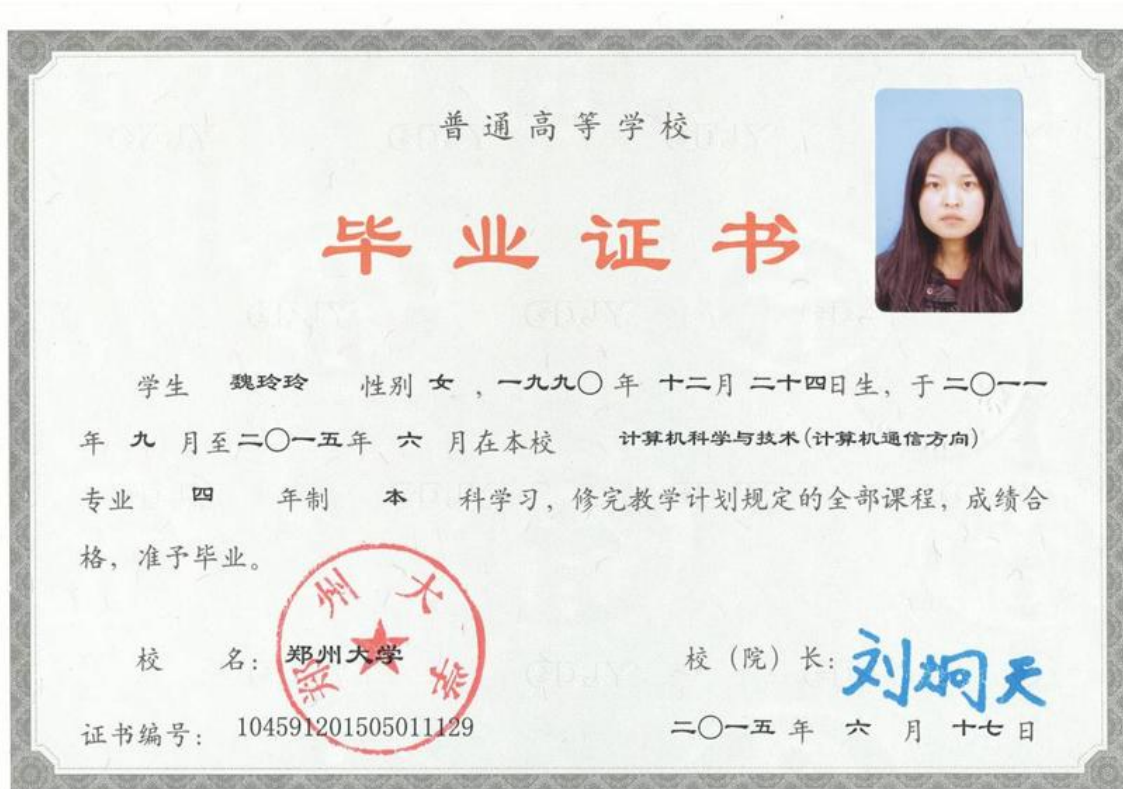 普通高等学校
毕业证书
学生 魏玲玲 性别 女 ,一九九〇 年 十二月 二十四日生, 于 二〇一一
年 九 月至二〇一五年 六 月在本校 计算机科学与技术(计算机通信方向)
专业 四 年制 本 科学习, 修完教学计划规定的全部课程, 成绩合
格, 准予毕业。
郑州大学
校 名: 郑州大学
校 (院) 长: 刘炯天
证书编号: 104591201505011129
二〇一五 年 六 月 十七 日